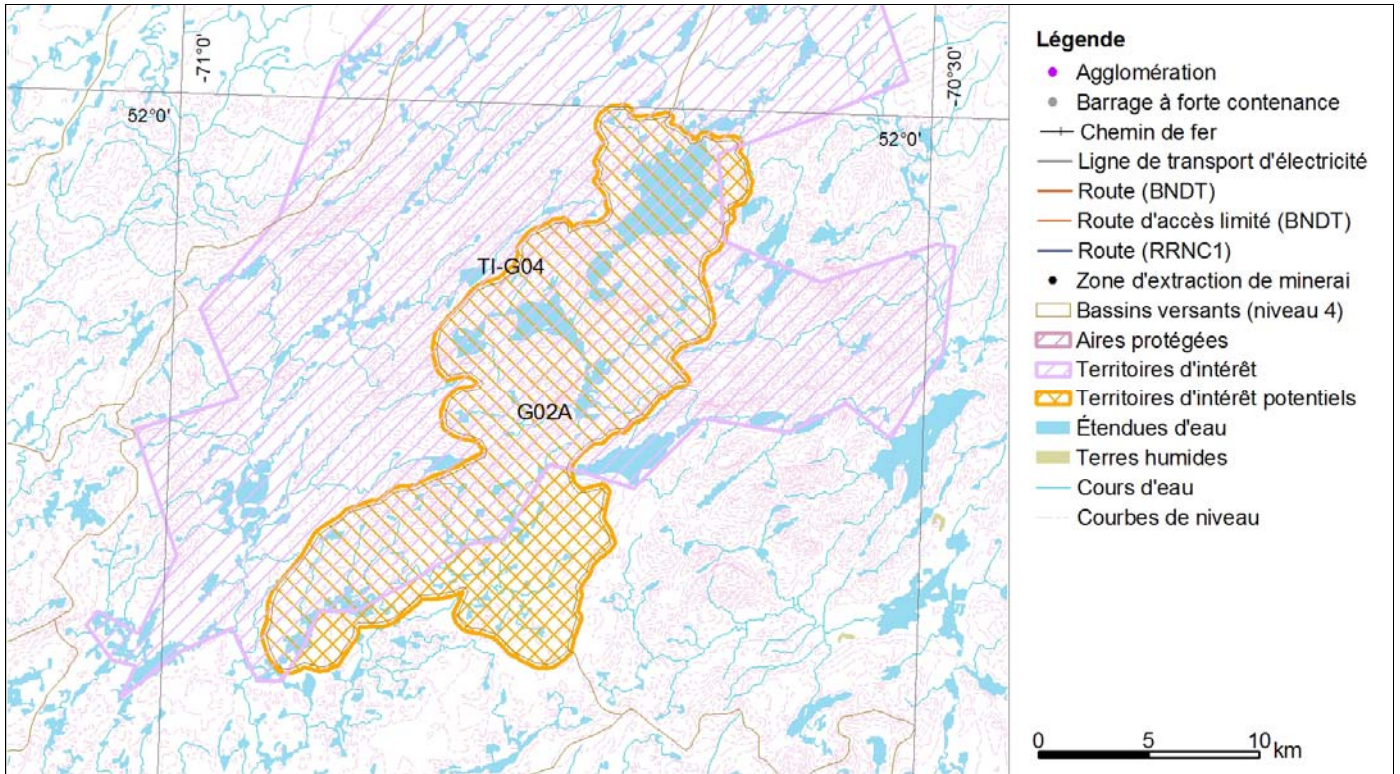 -71°0'
-70°30'
52°0'
52°0'
TI-G04
G02A
Légende
Agglomération
Barrage à forte contenance
Chemin de fer
Ligne de transport d'électricité
Route (BNDT)
Route d'accès limité (BNDT)
Route (RRNC1)
Zone d'extraction de minerai
Bassins versants (niveau 4)
Aires protégées
Territoires d'intérêt
Territoires d'intérêt potentiels
Étendues d'eau
Terres humides
Cours d'eau
Courbes de niveau
0 5 10 km